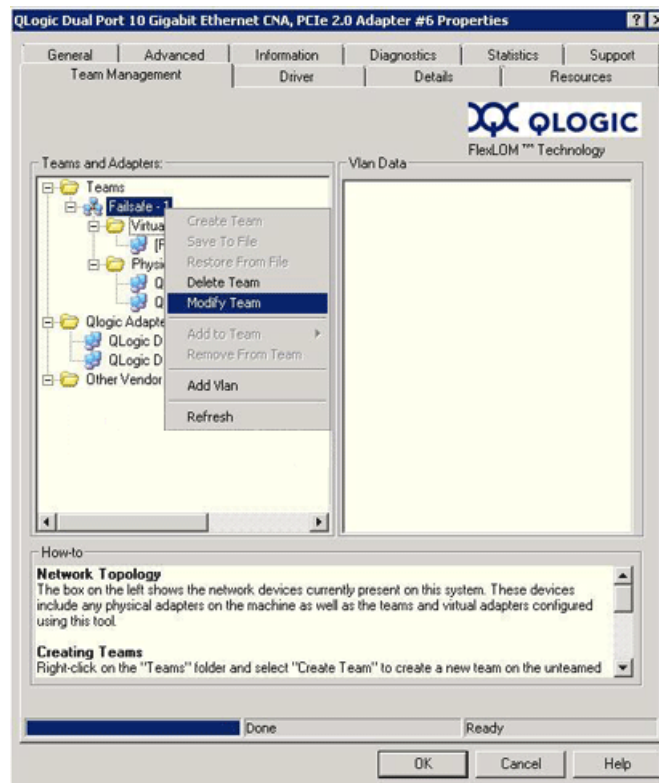 QLogic Dual Port 10 Gigabit Ethernet CNA, PCIe 2.0 Adapter #6 Properties
General Advanced Information Diagnostics Statistics Support
Team Management Driver Details Resources
QLOGIC
FlexLOM ™ Technology
Teams and Adapters:
Vlan Data
Teams
Failsafe - 1
Virtua
[F
Physi
Q
Q
Qlogic Adapte
QLogic D
QLogic D
Other Vendor
Create Team
Save To File
Restore From File
Delete Team
Modify Team
Add to Team
Remove From Team
Add Vlan
Refresh
How-to
Network Topology
The box on the left shows the network devices currently present on this system. These devices
include any physical adapters on the machine as well as the teams and virtual adapters configured
using this tool.
Creating Teams
Right-click on the "Teams" folder and select "Create Team" to create a new team on the unteamed
Done
Ready
OK Cancel Help